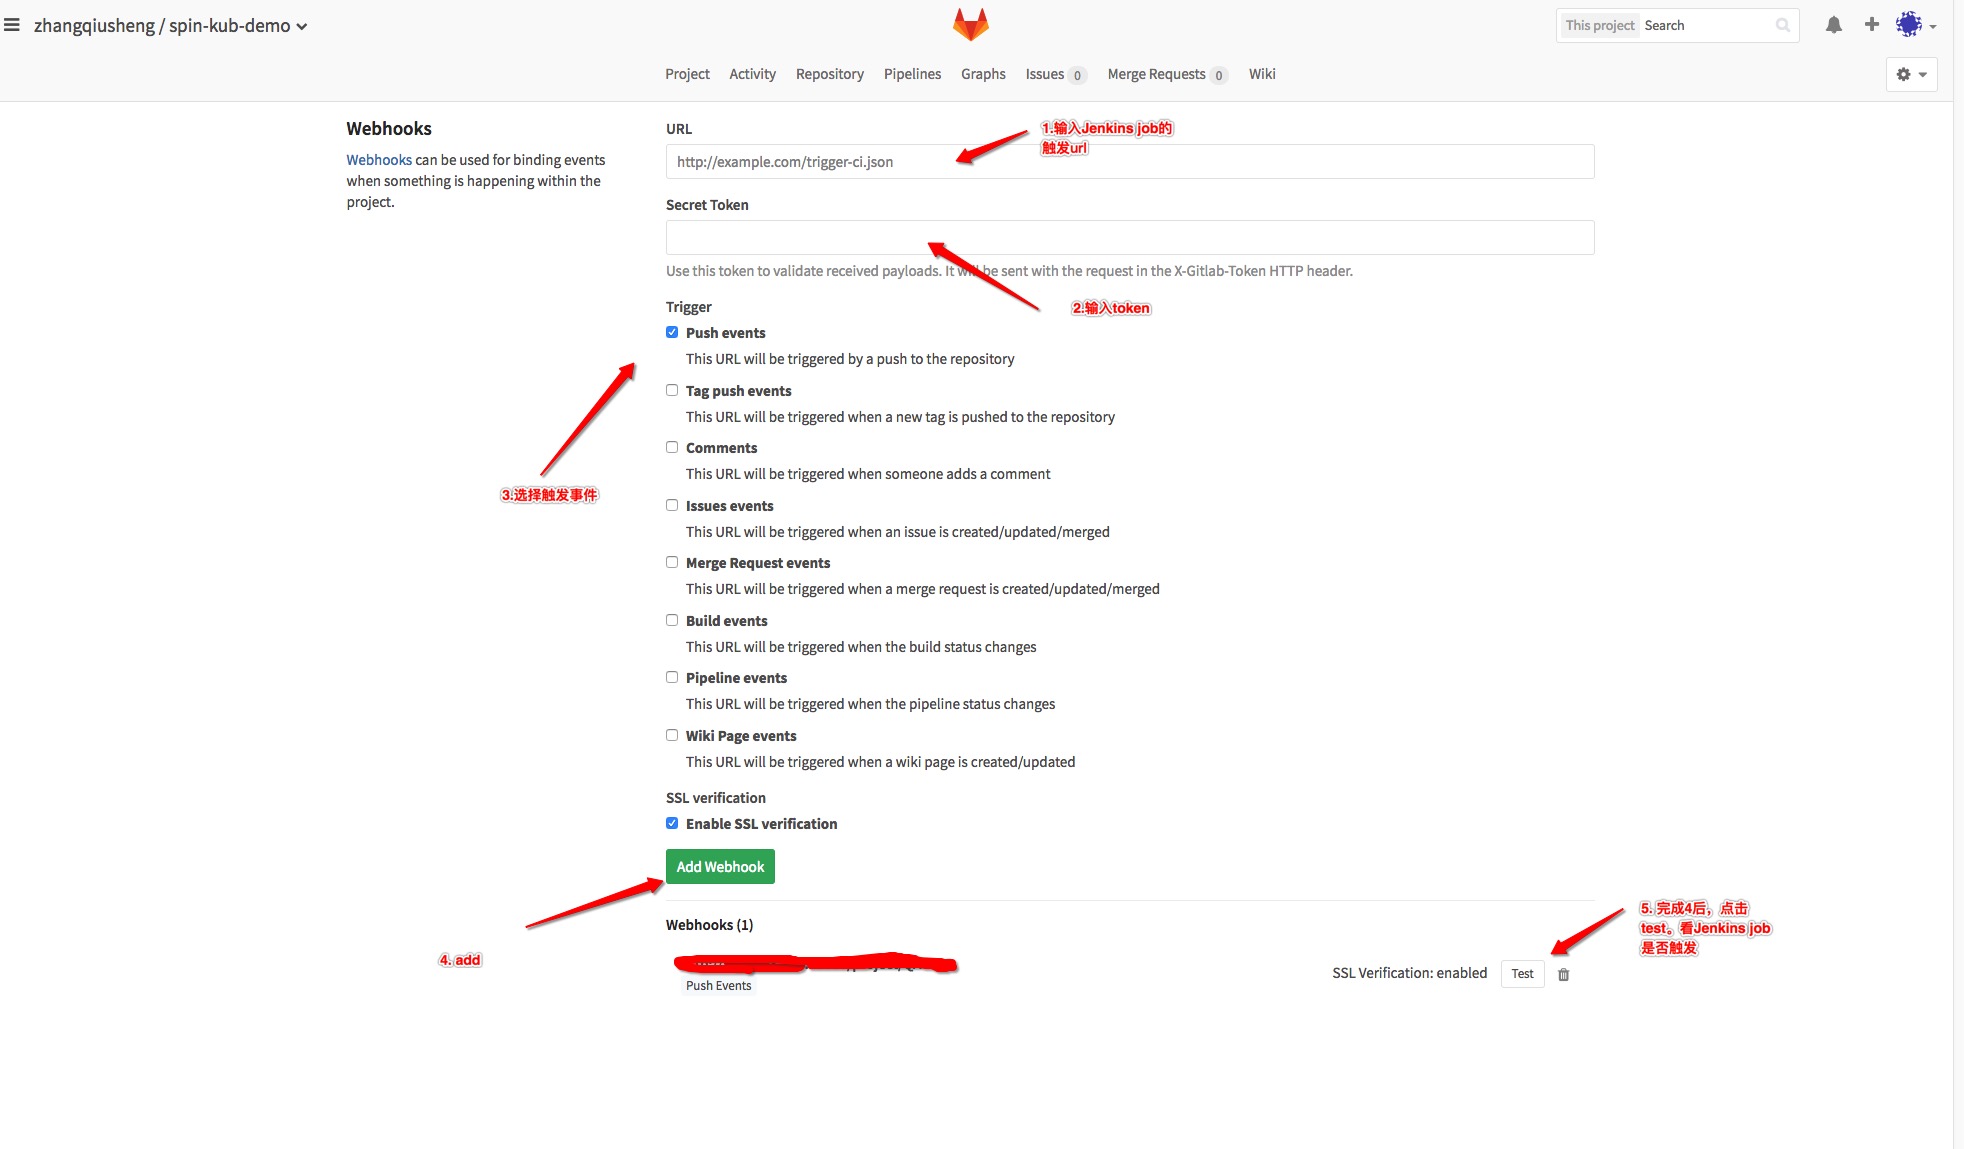 zhangqiusheng / spin-kub-demo
This project Search
Project Activity Repository Pipelines Graphs Issues 0 Merge Requests 0 Wiki
Webhooks
Webhooks can be used for binding events
when something is happening within the
project.
URL
1.输入Jenkins job的
触发url
http://example.com/trigger-ci.json
Secret Token
Use this token to validate received payloads. It will be sent with the request in the X-Gitlab-Token HTTP header.
2.输入token
Trigger
Push events
This URL will be triggered by a push to the repository
Tag push events
This URL will be triggered when a new tag is pushed to the repository
Comments
This URL will be triggered when someone adds a comment
3.选择触发事件
Issues events
This URL will be triggered when an issue is created/updated/merged
Merge Request events
This URL will be triggered when a merge request is created/updated/merged
Build events
This URL will be triggered when the build status changes
Pipeline events
This URL will be triggered when the pipeline status changes
Wiki Page events
This URL will be triggered when a wiki page is created/updated
SSL verification
Enable SSL verification
Add Webhook
4. add
Webhooks (1)
Push Events
SSL Verification: enabled Test
5. 完成4后，点击
test。看Jenkins job
是否触发